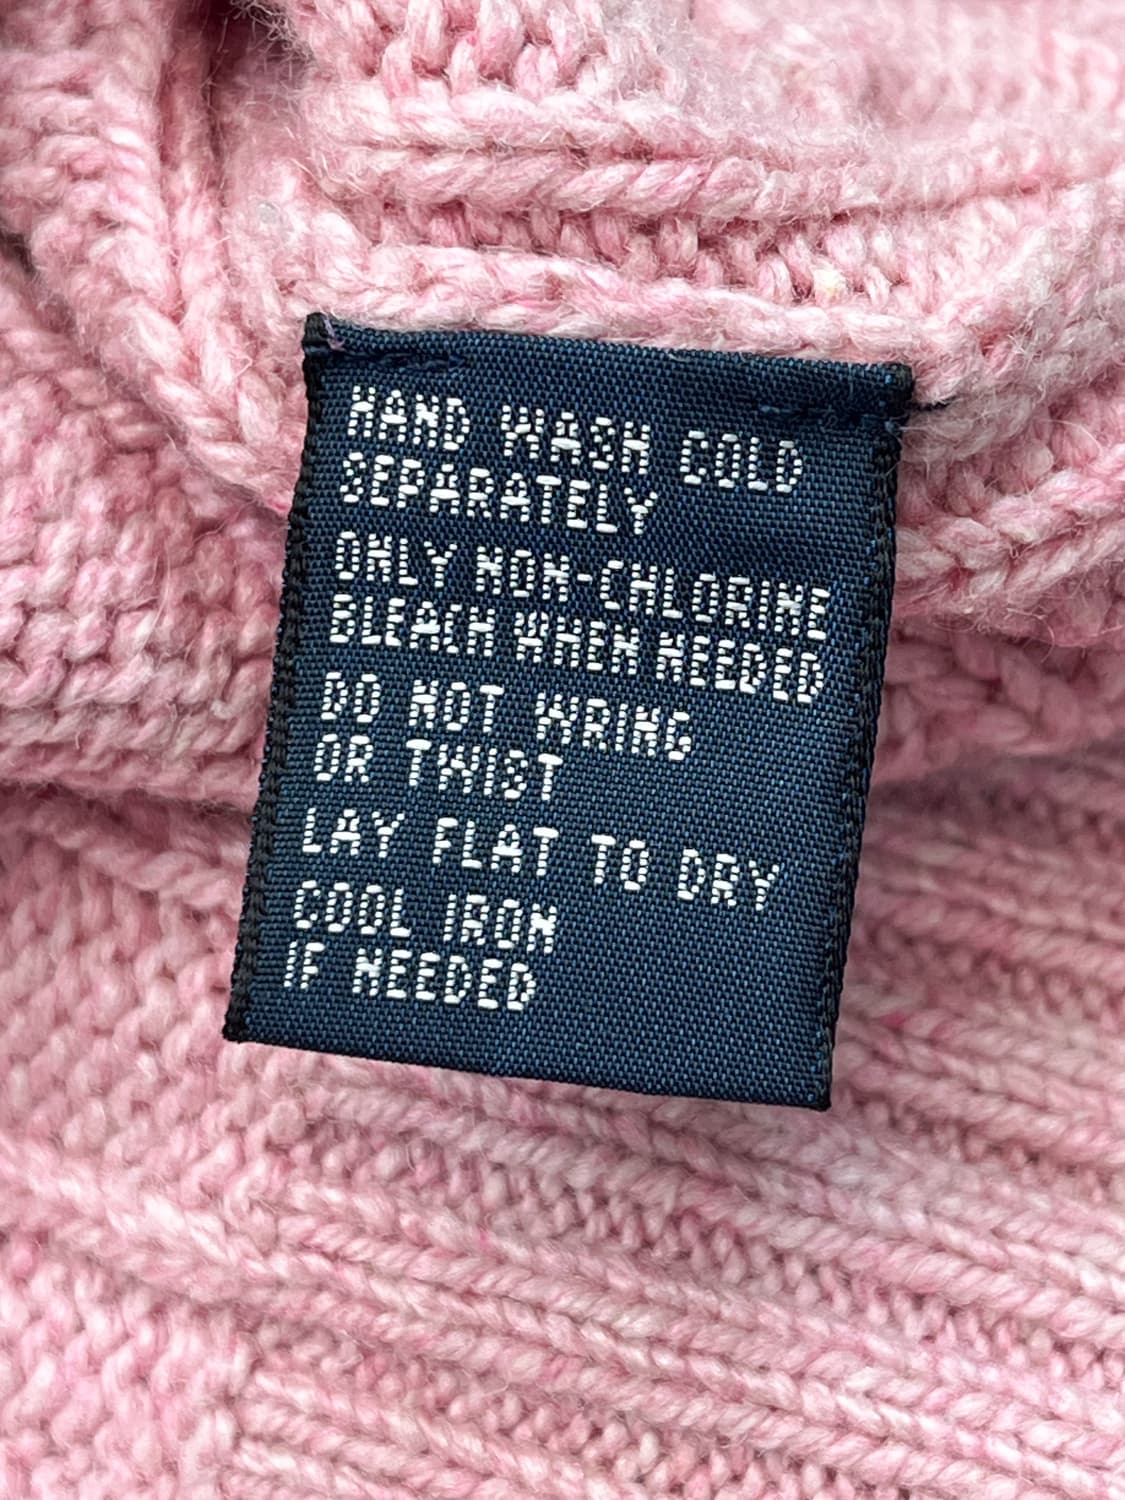 HAND WASH COLD
SEPARATELY
ONLY NON-CHLORINE
BLEACH WHEN NEEDED
DO NOT WRING
OR TWIST
LAY FLAT TO DRY
COOL IRON
IF NEEDED